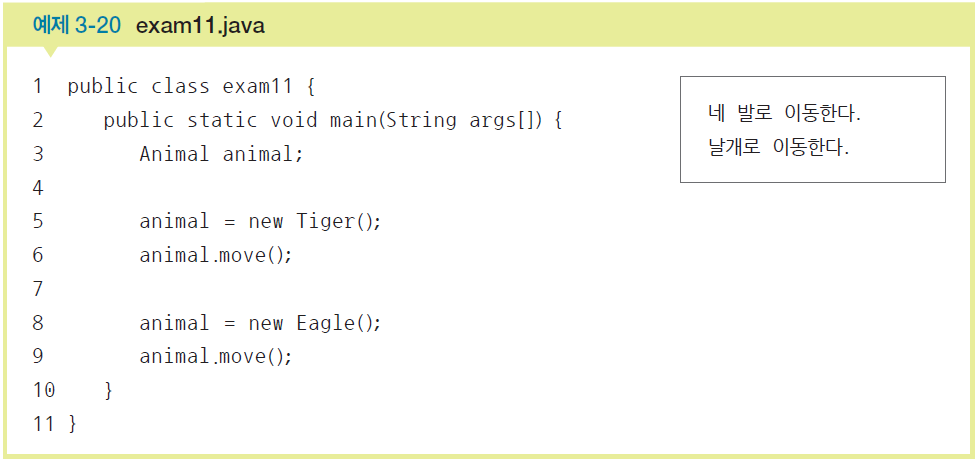 예제 3-20 exam11.java
1 public class exam11 {
2 public static void main(String args[]) {
3 Animal animal;
4
5 animal = new Tiger();
6 animal.move();
7
8 animal = new Eagle();
9 animal.move();
10 }
11 }
네 발로 이동한다.
날개로 이동한다.